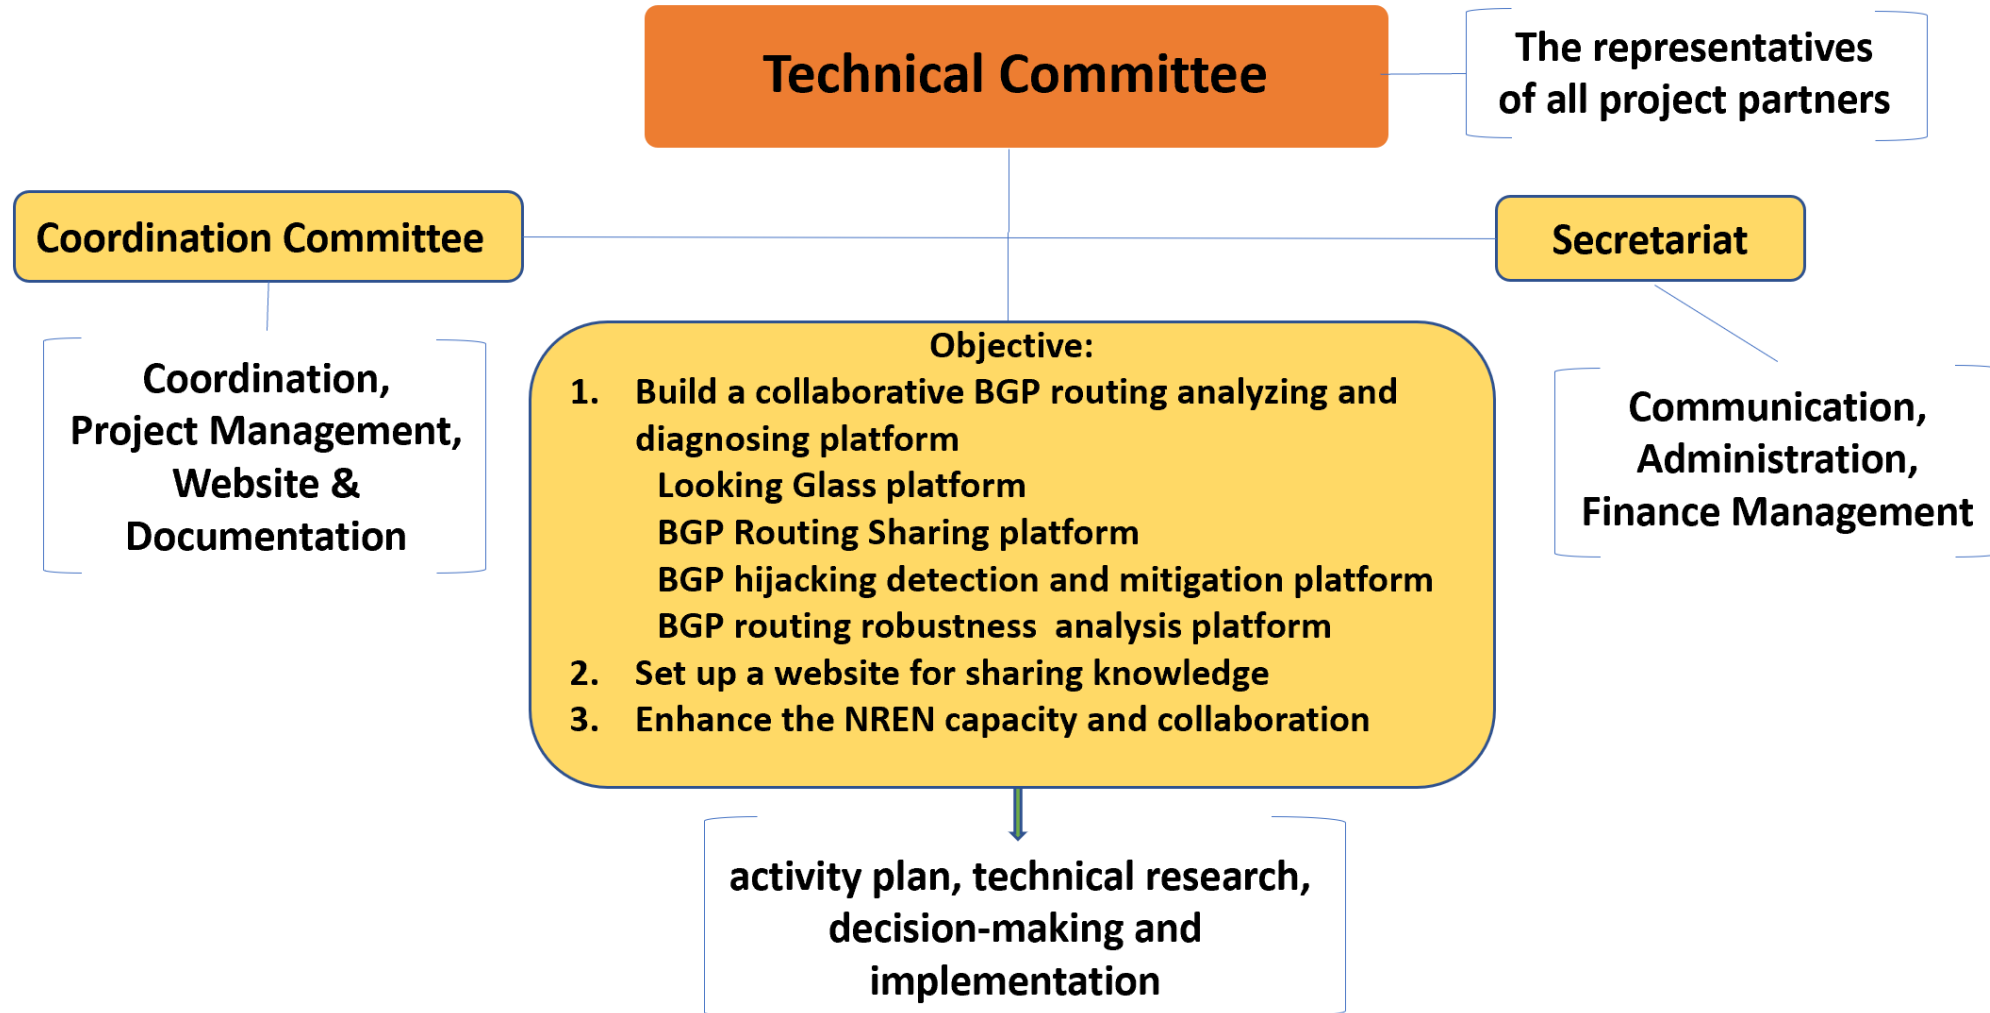 Technical Committee
The representatives
of all project partners
Coordination Committee
Secretariat
Coordination,
Project Management,
Website &
Documentation
Objective:
1. Build a collaborative BGP routing analyzing and
diagnosing platform
Looking Glass platform
BGP Routing Sharing platform
BGP hijacking detection and mitigation platform
BGP routing robustness  analysis platform
2. Set up a website for sharing knowledge
3. Enhance the NREN capacity and collaboration
Communication,
Administration,
Finance Management
activity plan, technical research,
decision-making and
implementation